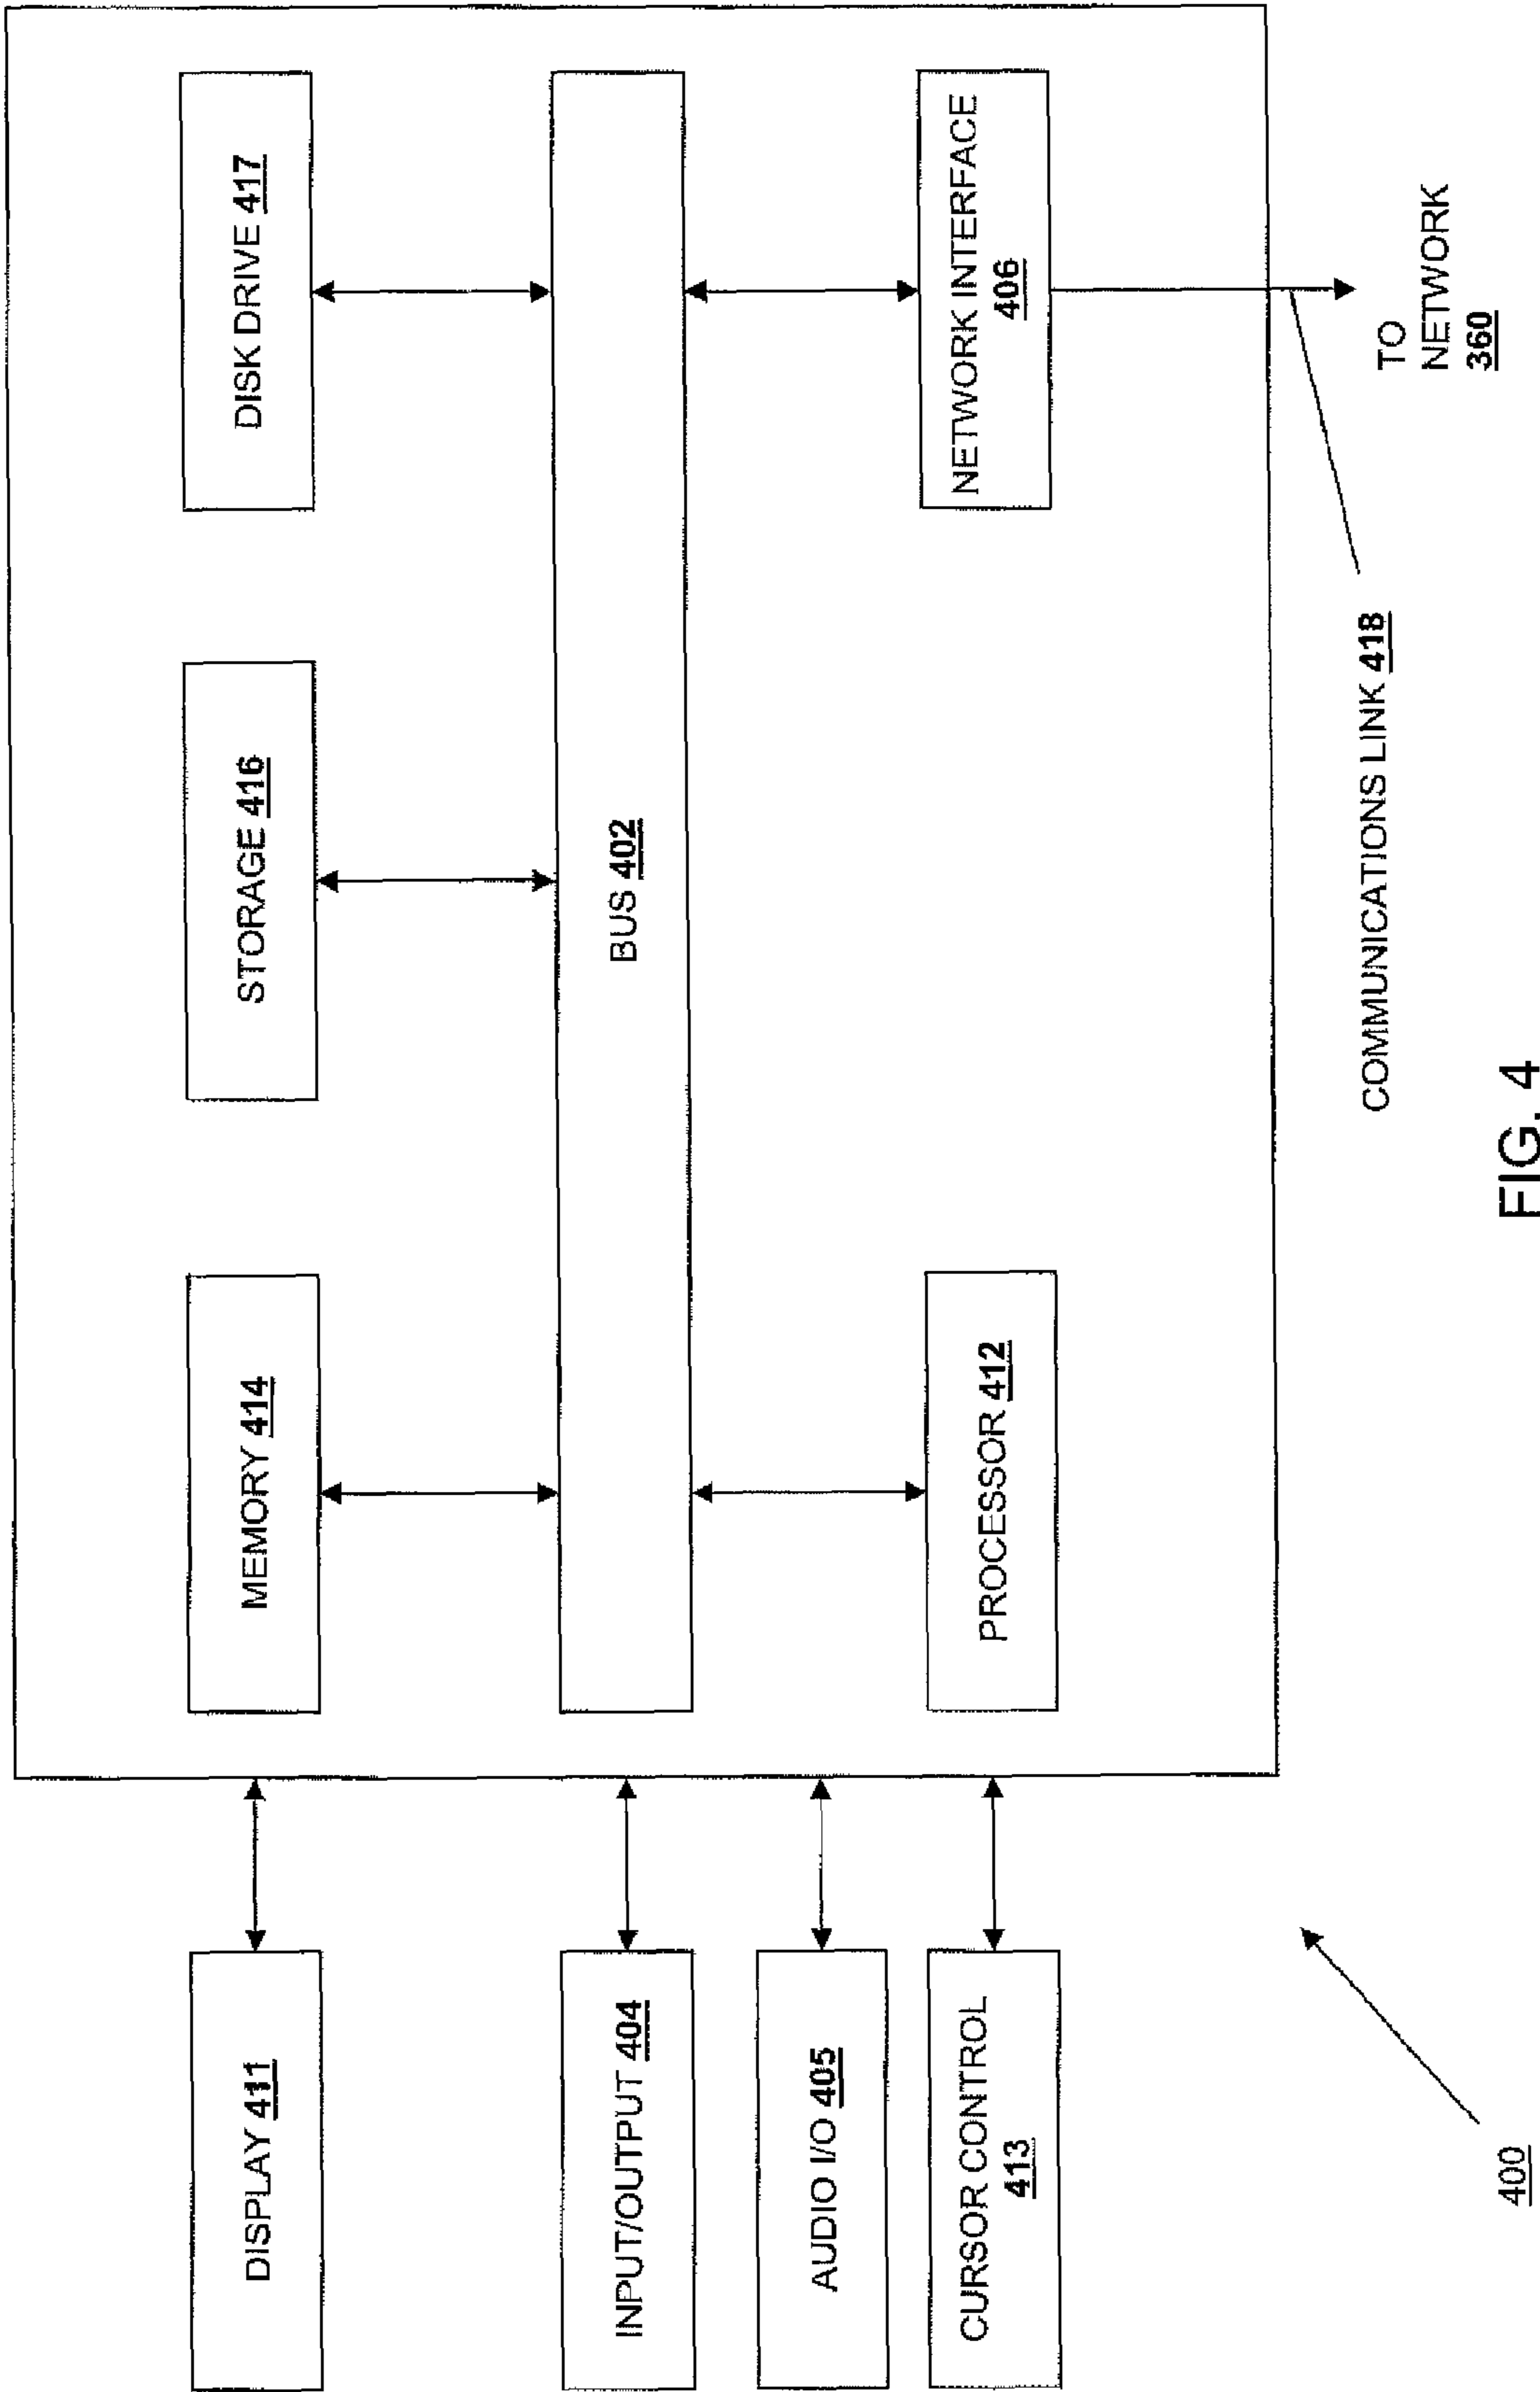 DISPLAY 411
INPUT/OUTPUT 404
AUDIO I/O 405
CURSOR CONTROL
413
MEMORY 414
STORAGE 416
DISK DRIVE 417
BUS 402
PROCESSOR 412
NETWORK INTERFACE
406
COMMUNICATIONS LINK 418
TO
NETWORK
360
400
FIG. 4